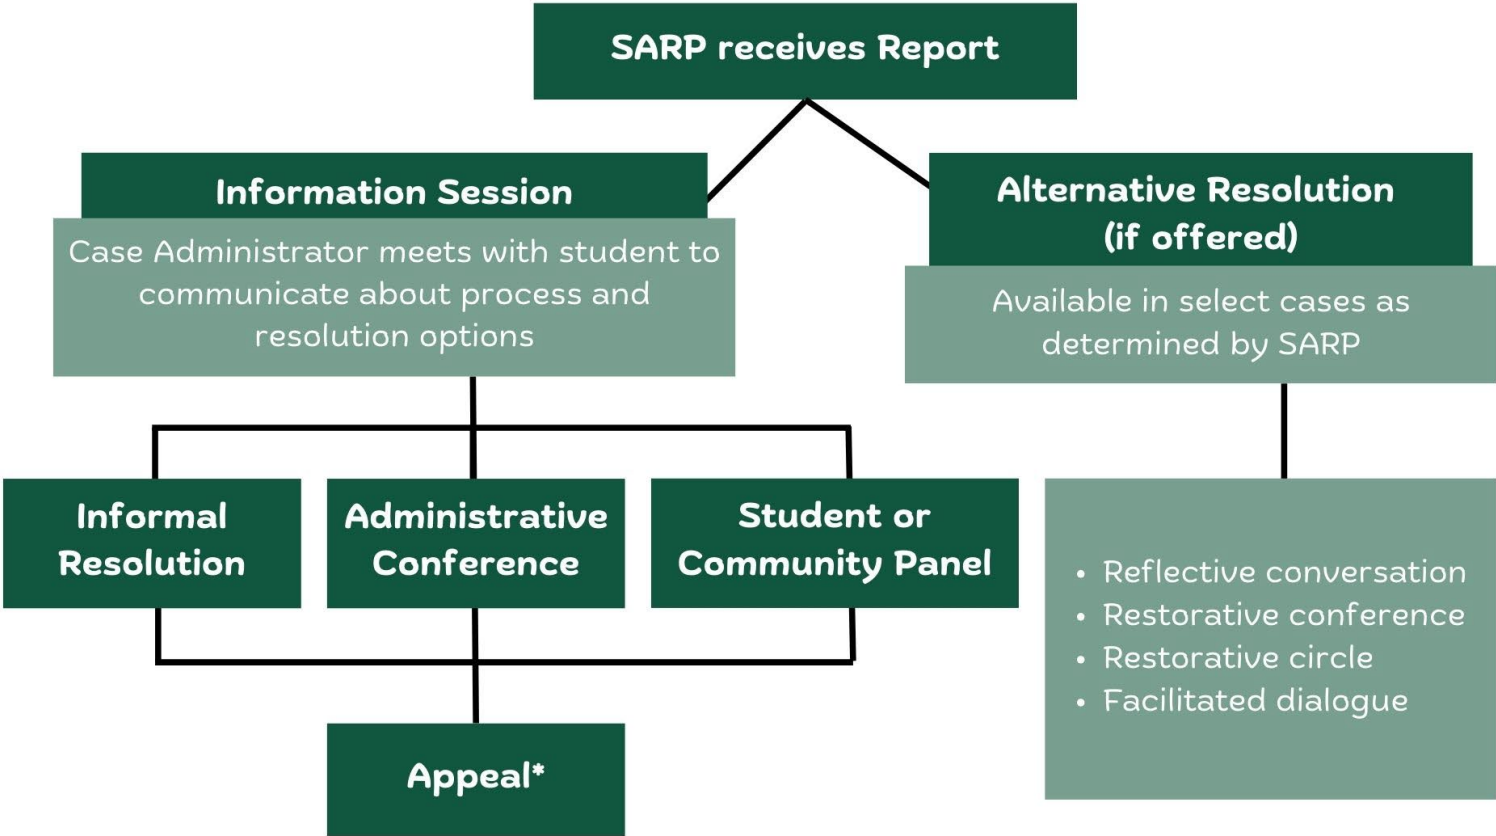 SARP receives Report
Information Session
Case Administrator meets with student to
communicate about process and
resolution options
Alternative Resolution
(if offered)
Available in select cases as
determined by SARP
Informal
Resolution
Administrative
Conference
Student or
Community Panel
• Reflective conversation
• Restorative conference
• Restorative circle
• Facilitated dialogue
Appeal*